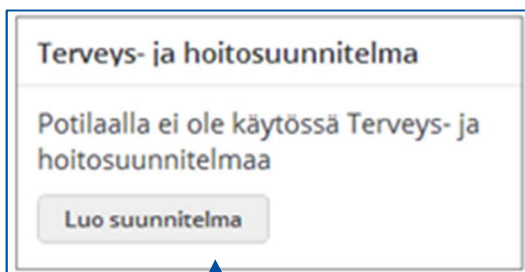 Terveys- ja hoitosuunnitelma
Potilaalla ei ole käytössä Terveys- ja
hoitosuunnitelmaa
Luo suunnitelma